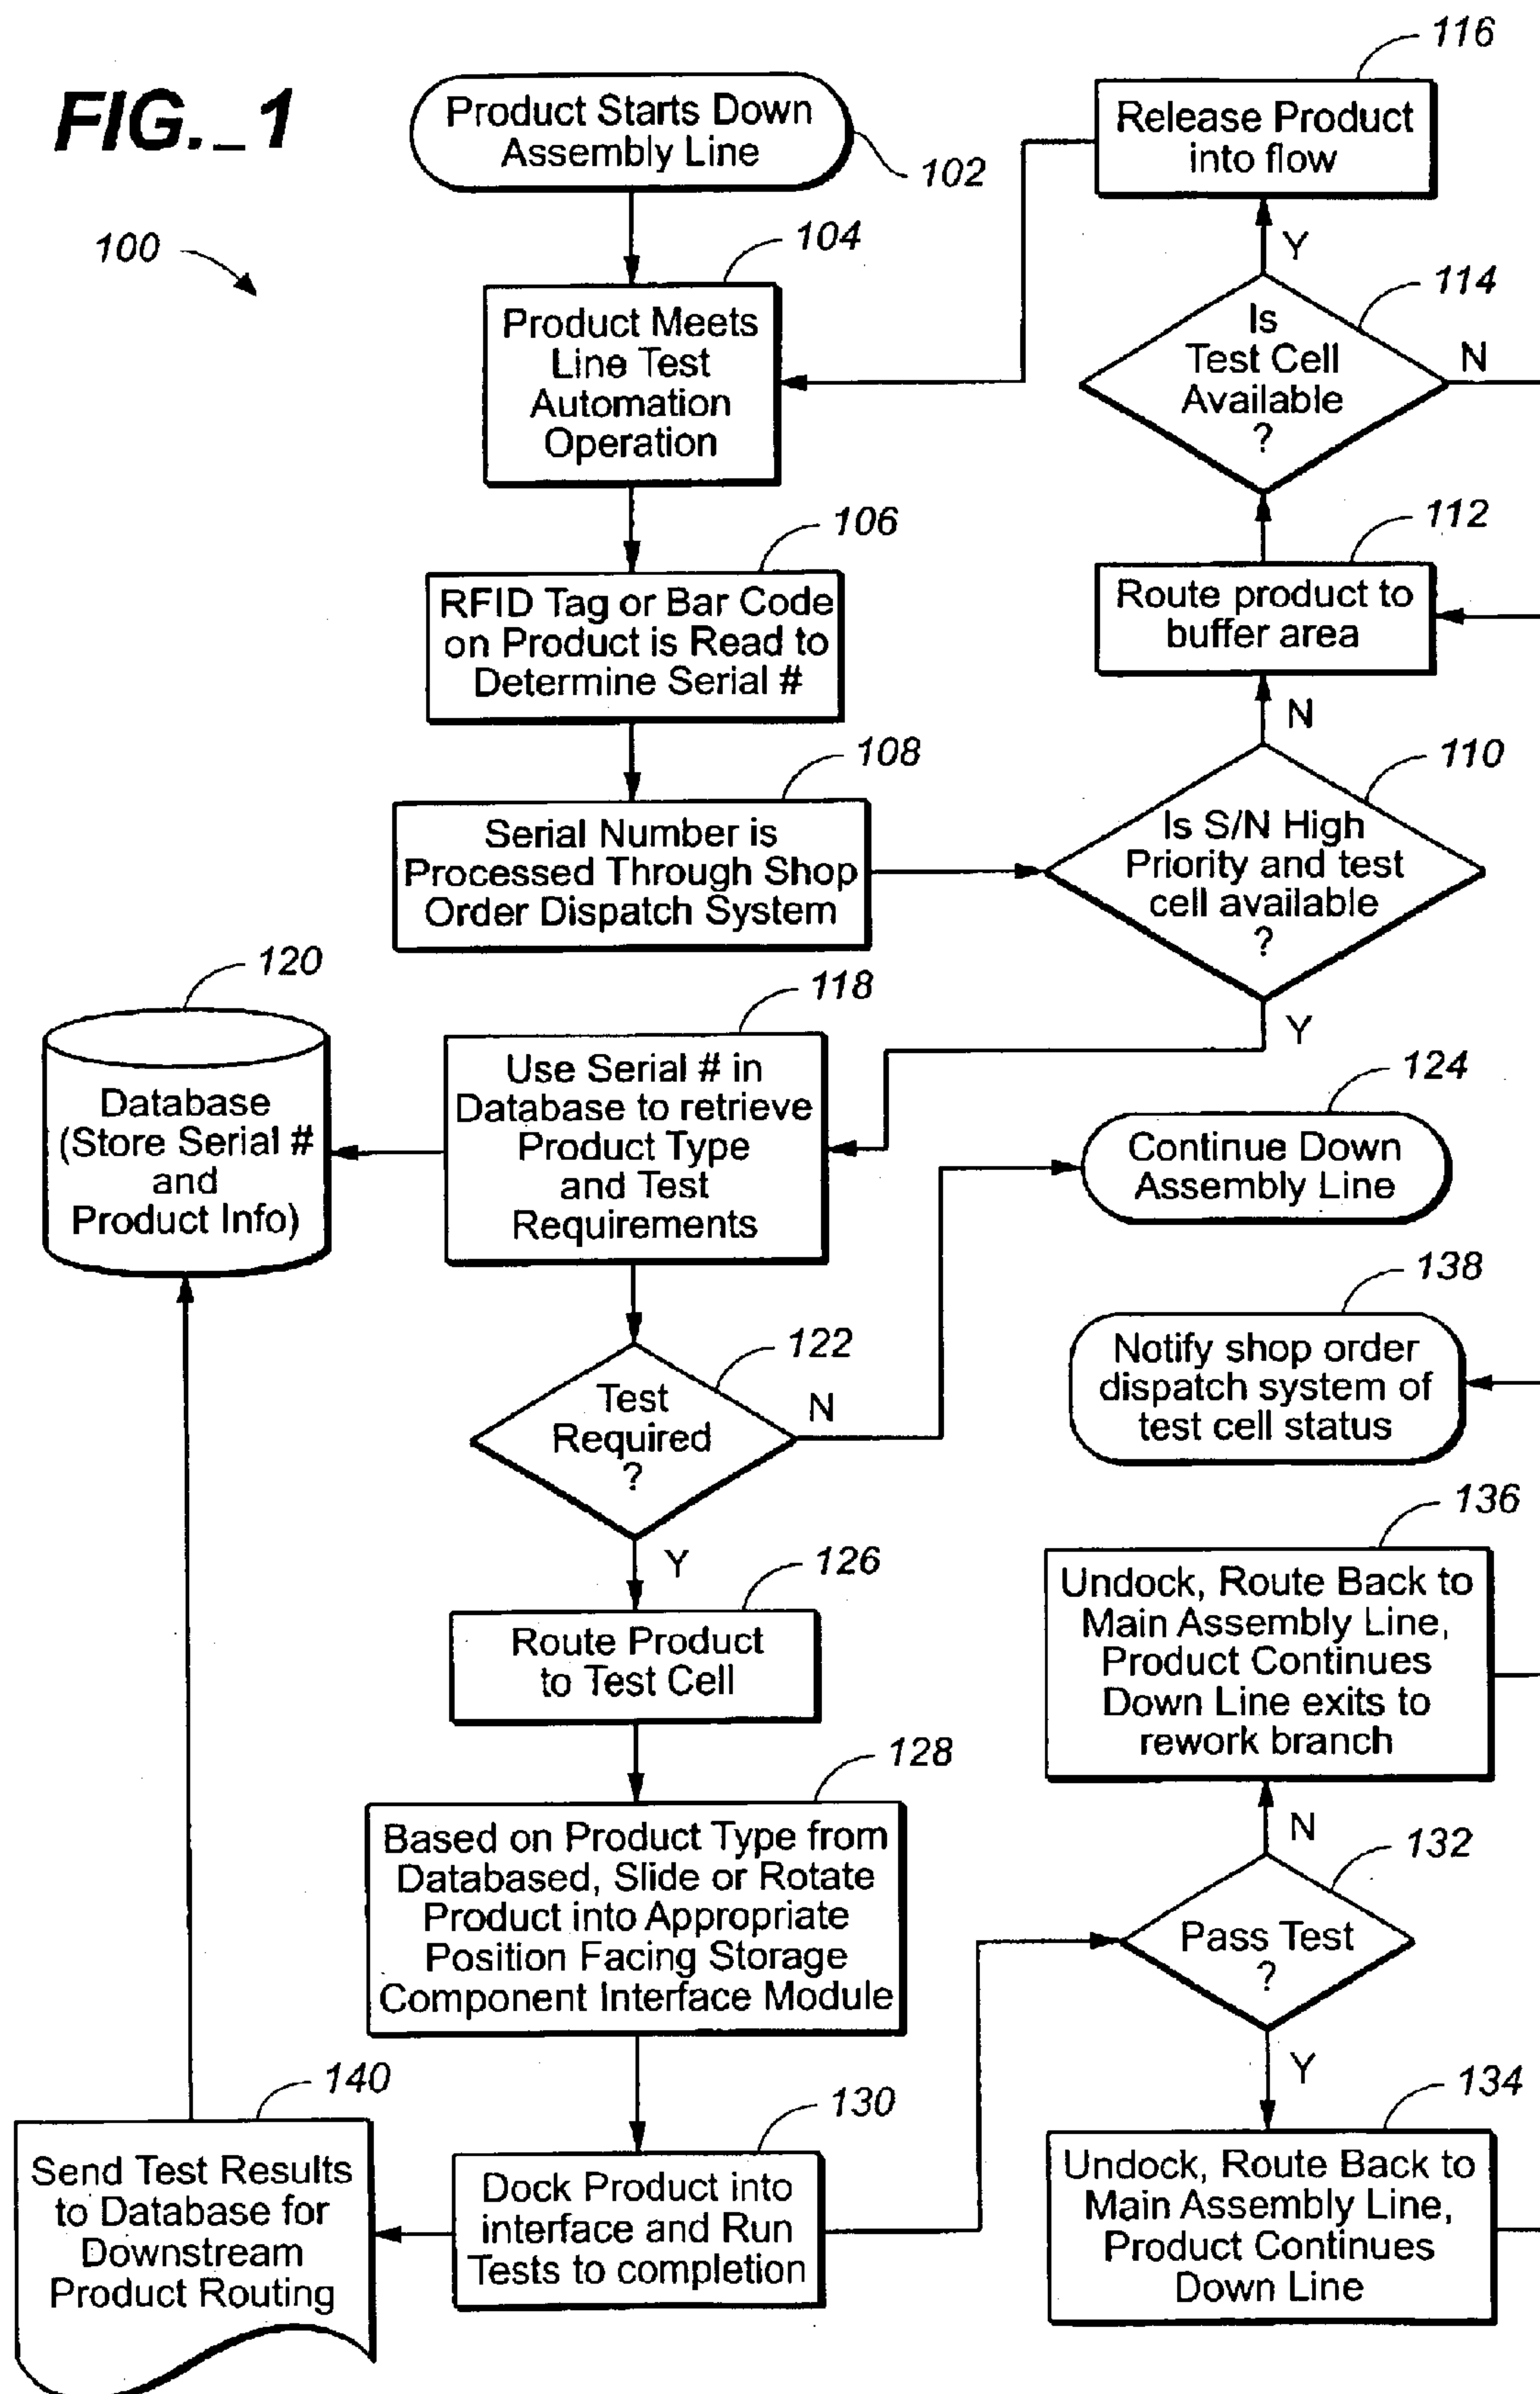 FIG._1
100
Product Starts Down
Assembly Line
102
104
Product Meets
Line Test
Automation
Operation
106
RFID Tag or Bar Code
on Product is Read to
Determine Serial #
108
Serial Number is
Processed Through Shop
Order Dispatch System
110
Is S/N High
Priority and test
cell available
?
N
Y
112
Route product to
buffer area
114
Is
Test Cell
Available
?
N
Y
116
Release Product
into flow
118
Use Serial # in
Database to retrieve
Product Type
and Test
Requirements
120
Database
(Store Serial #
and
Product Info)
122
Test
Required
?
N
Y
124
Continue Down
Assembly Line
126
Route Product
to Test Cell
128
Based on Product Type from
Databased, Slide or Rotate
Product into Appropriate
Position Facing Storage
Component Interface Module
130
Dock Product into
interface and Run
Tests to completion
132
Pass Test
?
N
Y
134
Undock, Route Back to
Main Assembly Line,
Product Continues
Down Line
136
Undock, Route Back to
Main Assembly Line,
Product Continues
Down Line exits to
rework branch
138
Notify shop order
dispatch system of
test cell status
140
Send Test Results
to Database for
Downstream
Product Routing